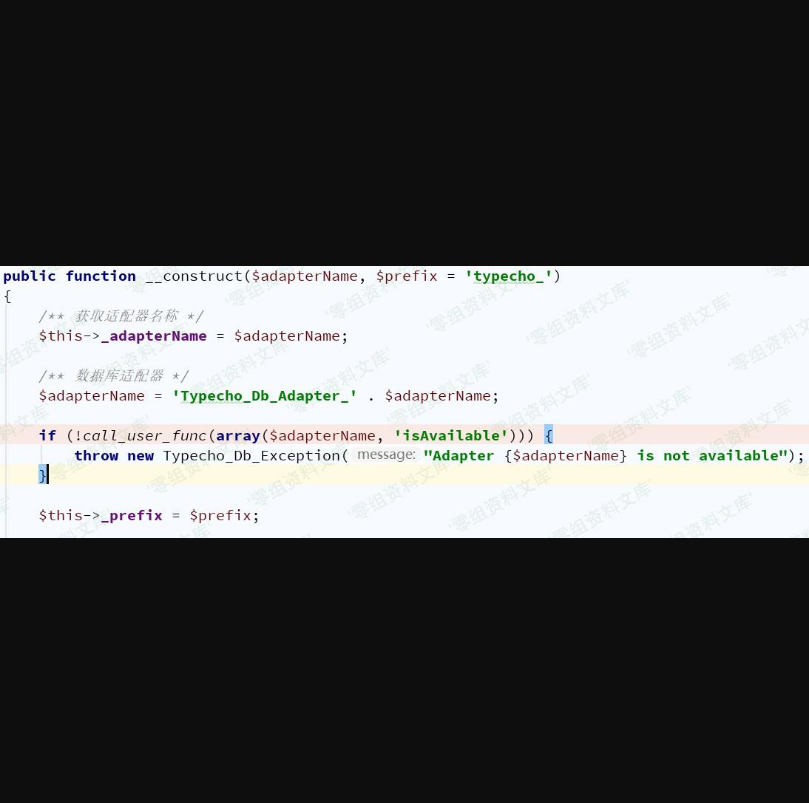 public function __construct($adapterName, $prefix = 'typecho_')
{
/** 获取适配器名称 */
$this->_adapterName = $adapterName;
/** 数据库适配器 */
$adapterName = 'Typecho_Db_Adapter_' . $adapterName;
if (!call_user_func(array($adapterName, 'isAvailable'))) {
throw new Typecho_Db_Exception( message: "Adapter {$adapterName} is not available");
}
$this->_prefix = $prefix;
零组资料文库